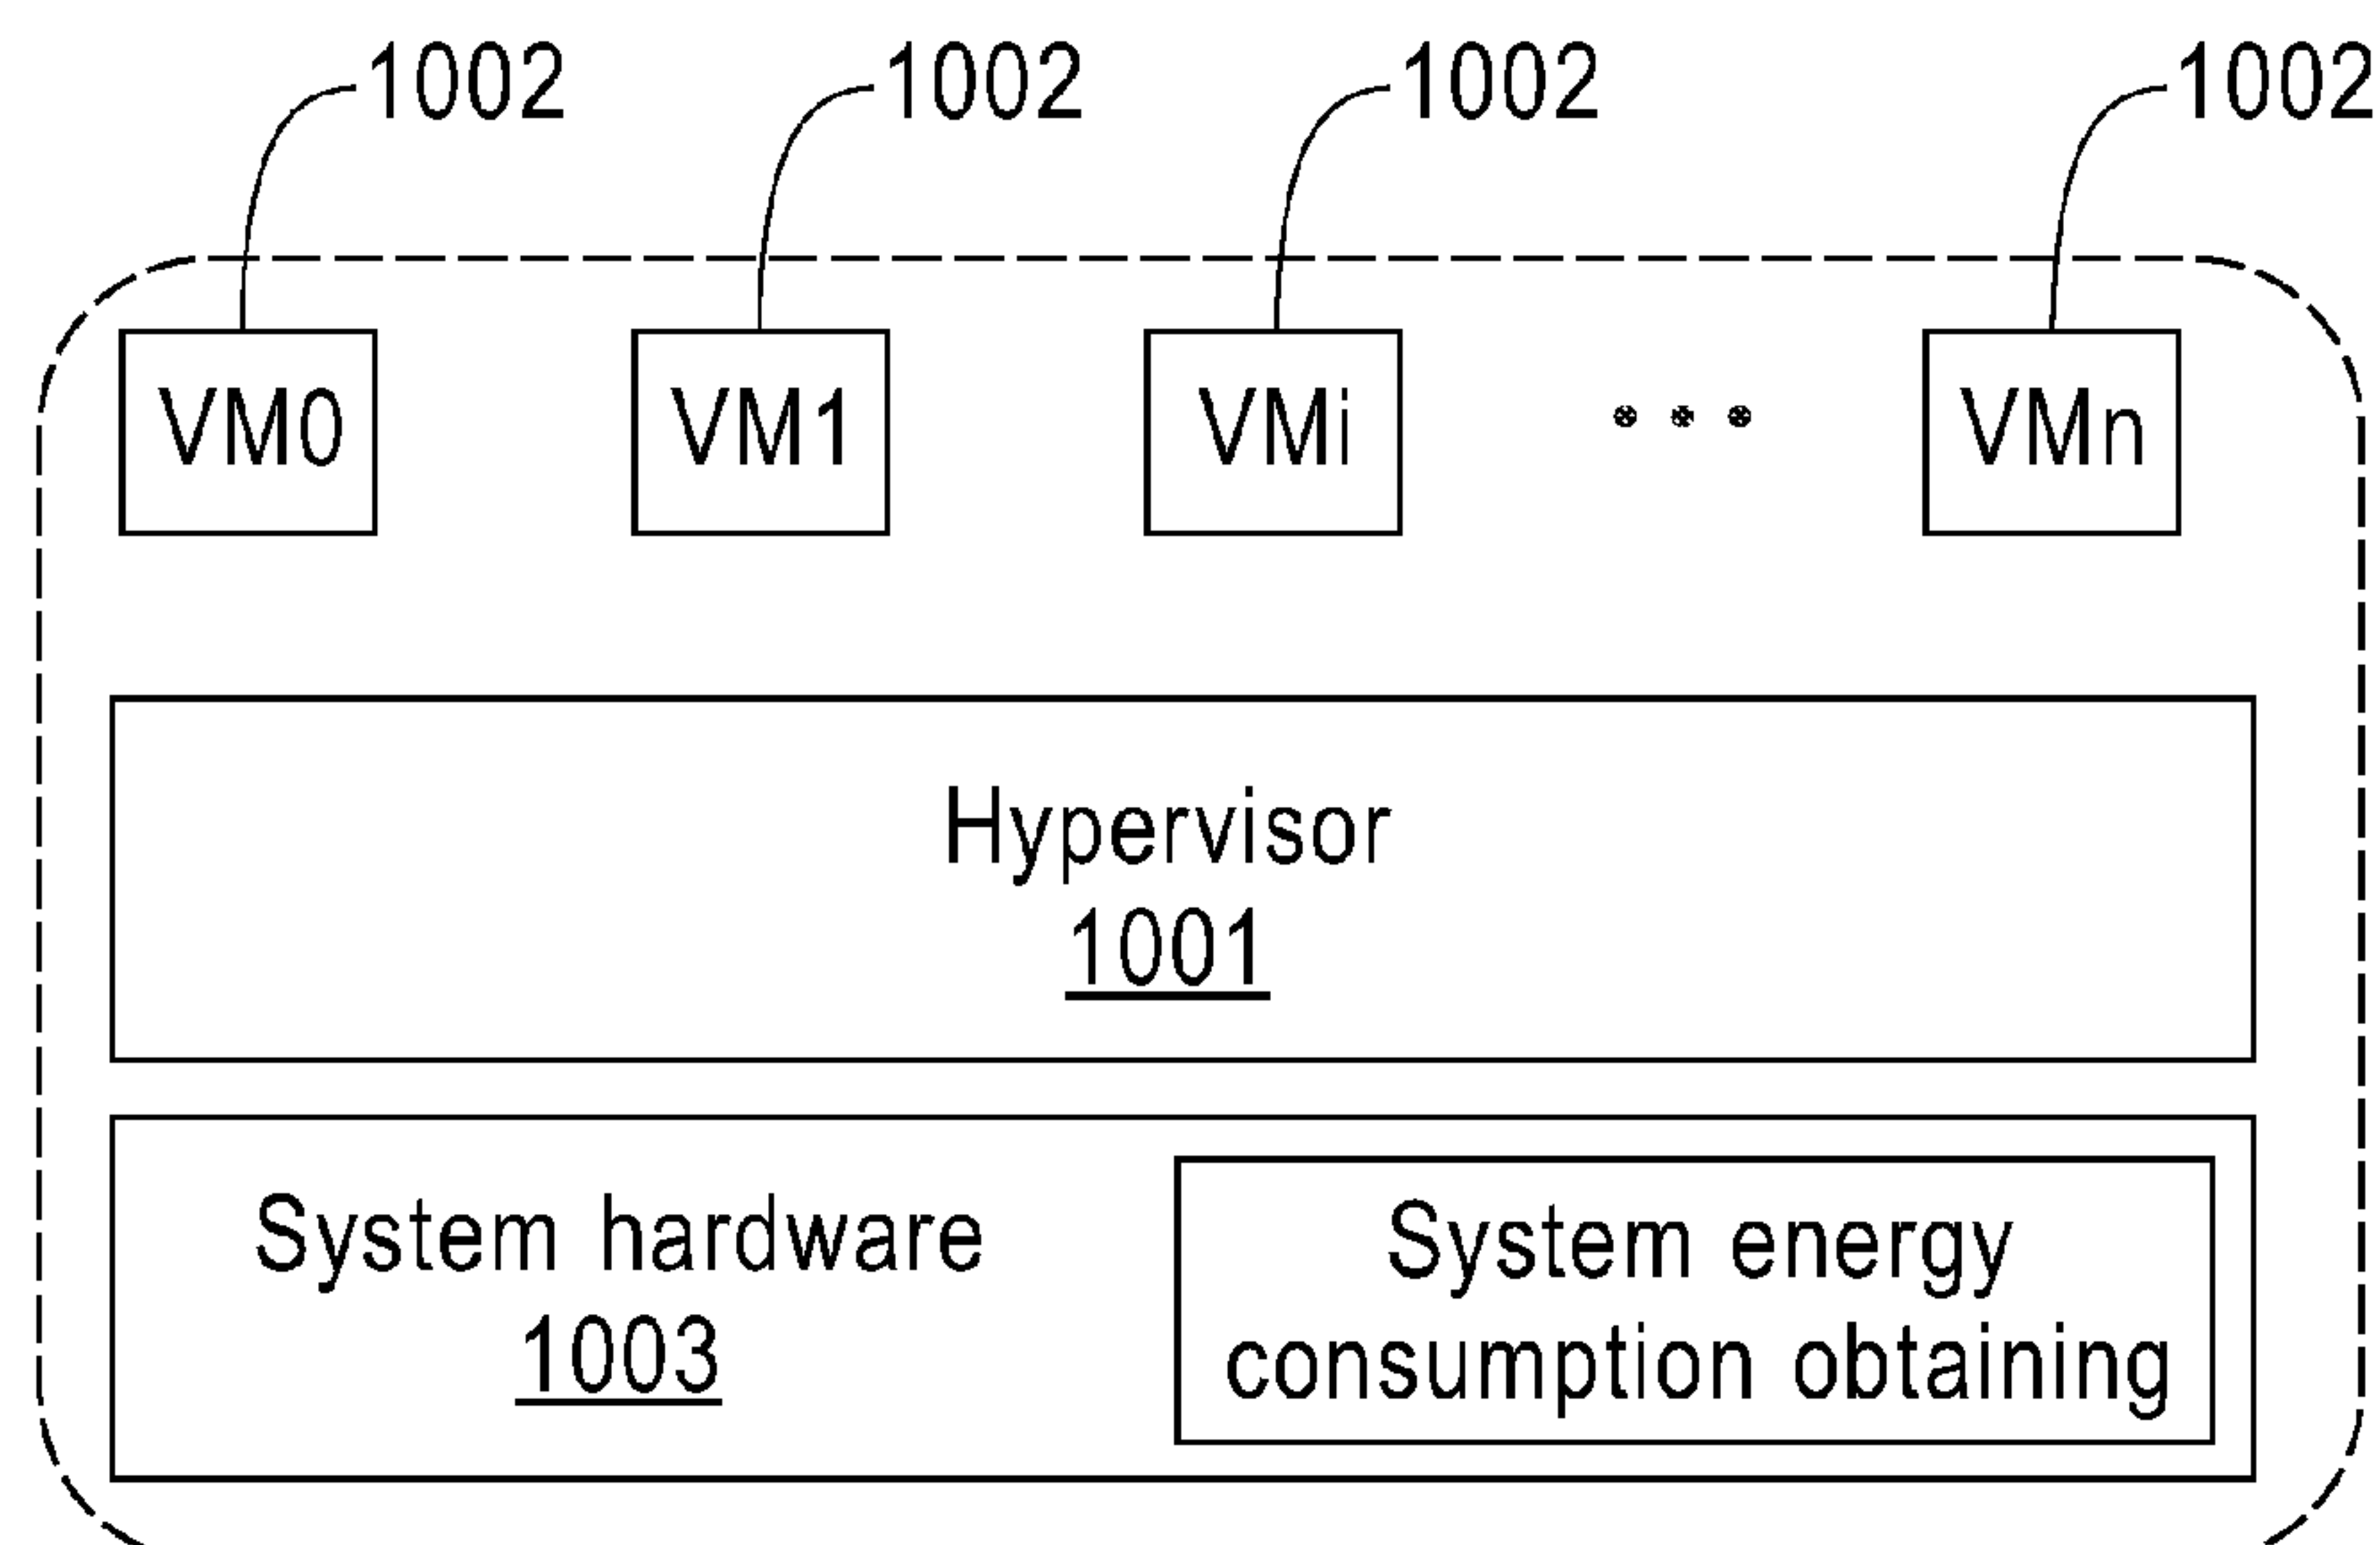 1002 1002 1002 1002
VM0 VM1 VMi VMn
Hypervisor
1001
System hardware
1003
System energy
consumption obtaining